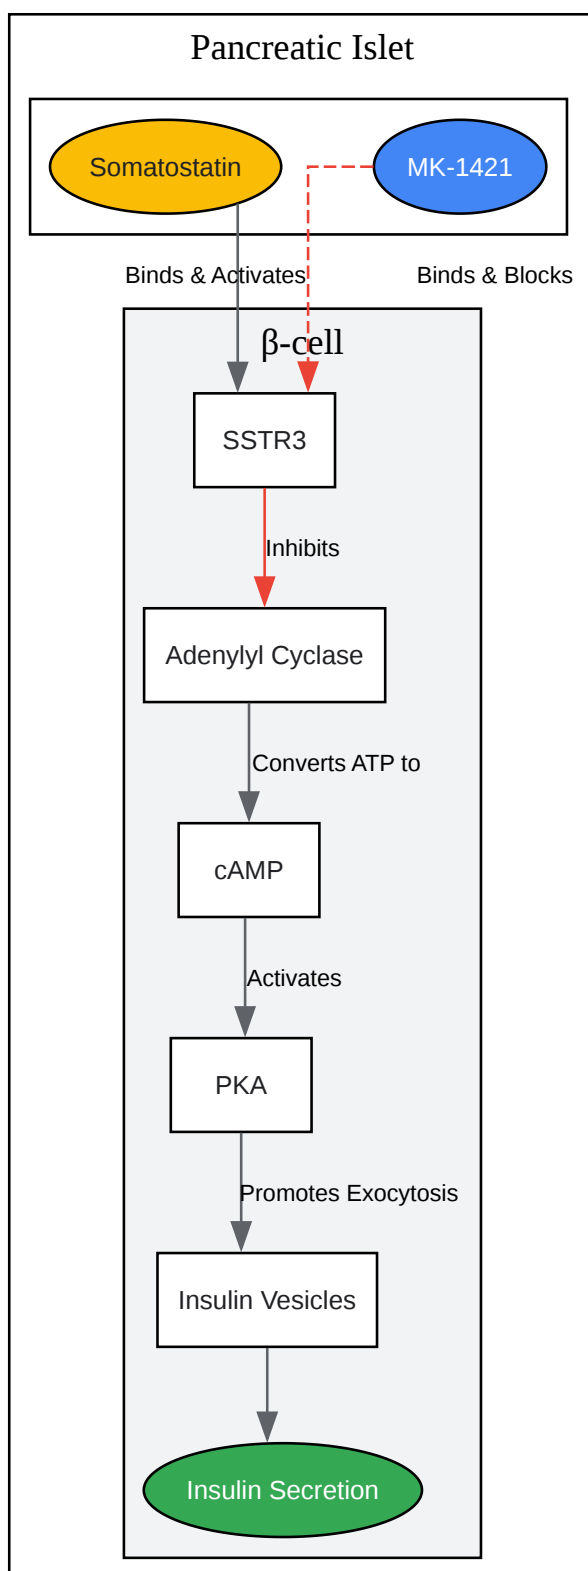 Pancreatic Islet
Somatostatin
MK-1421
Binds & Activates
Binds & Blocks
β-cell
SSTR3
Inhibits
Adenylyl Cyclase
Converts ATP to
cAMP
Activates
PKA
Promotes Exocytosis
Insulin Vesicles
Insulin Secretion